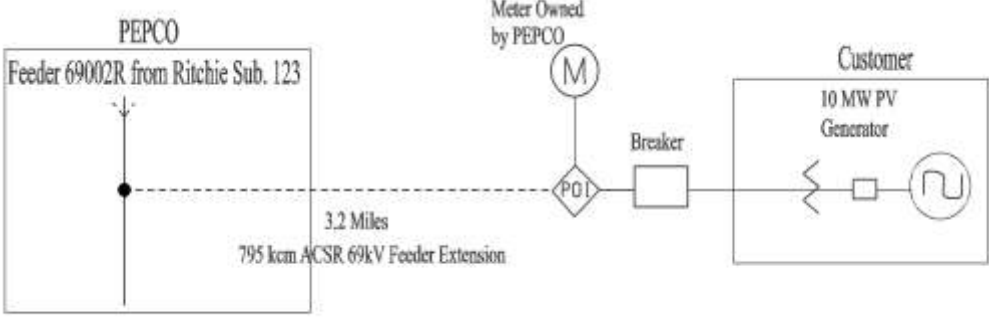 PEPCO
Feeder 69002R from Ritchie Sub. 123
Meter Owned
by PEPCO
M
Customer
10 MW PV
Generator
Breaker
POI
3.2 Miles
795 kcm ACSR 69kV Feeder Extension